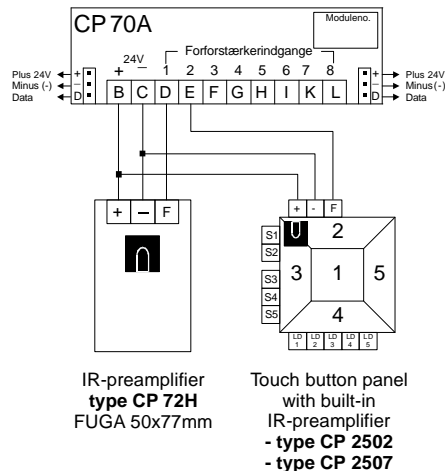 CP 70A
Moduleno.
24V
Forforstærkerindgange
+ − 1 2 3 4 5 6 7 8
Plus 24V + + Plus 24V
Minus (-) − − Minus (-)
Data D D Data
B C D E F G H I K L
+ − F
+ - F
S1
S2
S3
S4
S5
2
3 1 5
4
LD 1 LD 2 LD 3 LD 4 LD 5
IR-preamplifier
type CP 72H
FUGA 50x77mm
Touch button panel
with built-in
IR-preamplifier
- type CP 2502
- type CP 2507